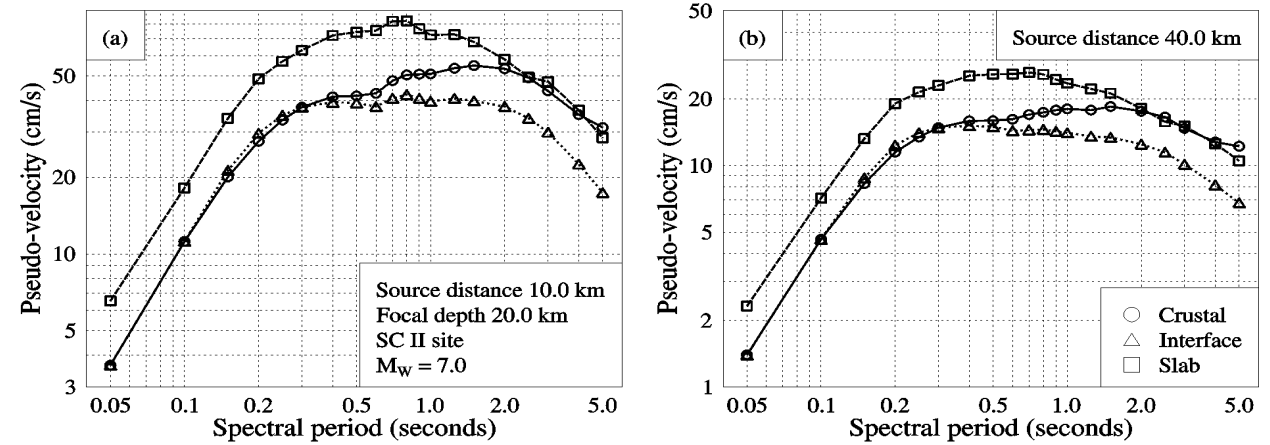 (a)
Pseudo-velocity (cm/s)
50
20
10
5
3
Source distance 10.0 km
Focal depth 20.0 km
SC II site
M_W = 7.0
0.05 0.1 0.2 0.5 1.0 2.0 5.0
Spectral period (seconds)
(b)
Source distance 40.0 km
Pseudo-velocity (cm/s)
50
20
10
5
2
1
Crustal
Interface
Slab
0.05 0.1 0.2 0.5 1.0 2.0 5.0
Spectral period (seconds)